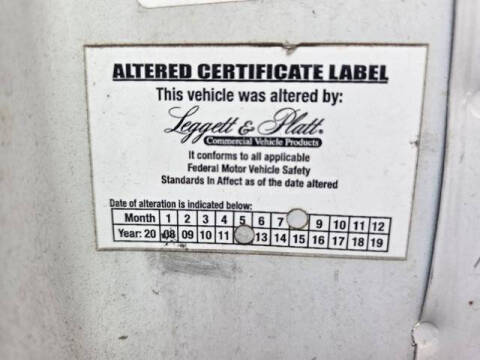 ALTERED CERTIFICATE LABEL
This vehicle was altered by:
Leggett & Platt®
Commercial Vehicle Products
It conforms to all applicable
Federal Motor Vehicle Safety
Standards In Affect as of the date altered
Date of alteration is indicated below:
Month 1 2 3 4 5 6 7 9 10 11 12
Year: 20 08 09 10 11 13 14 15 16 17 18 19